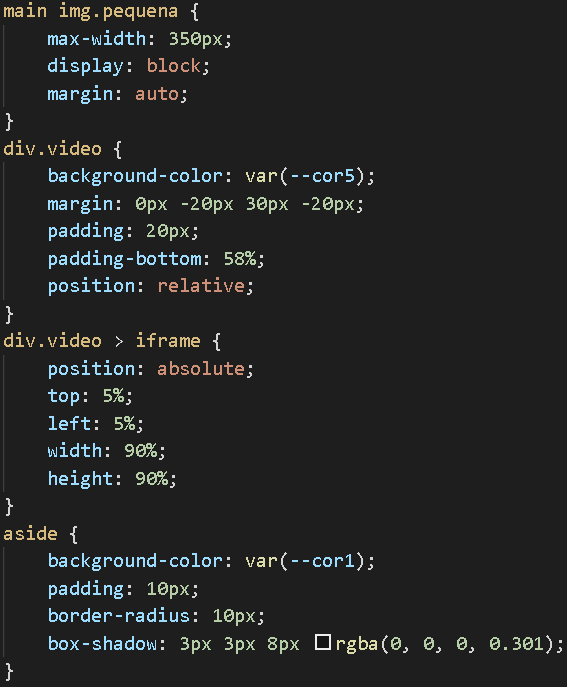 main img.pequena {
    max-width: 350px;
    display: block;
    margin: auto;
}
div.video {
    background-color: var(--cor5);
    margin: 0px -20px 30px -20px;
    padding: 20px;
    padding-bottom: 58%;
    position: relative;
}
div.video > iframe {
    position: absolute;
    top: 5%;
    left: 5%;
    width: 90%;
    height: 90%;
}
aside {
    background-color: var(--cor1);
    padding: 10px;
    border-radius: 10px;
    box-shadow: 3px 3px 8px rgba(0, 0, 0, 0.301);
}